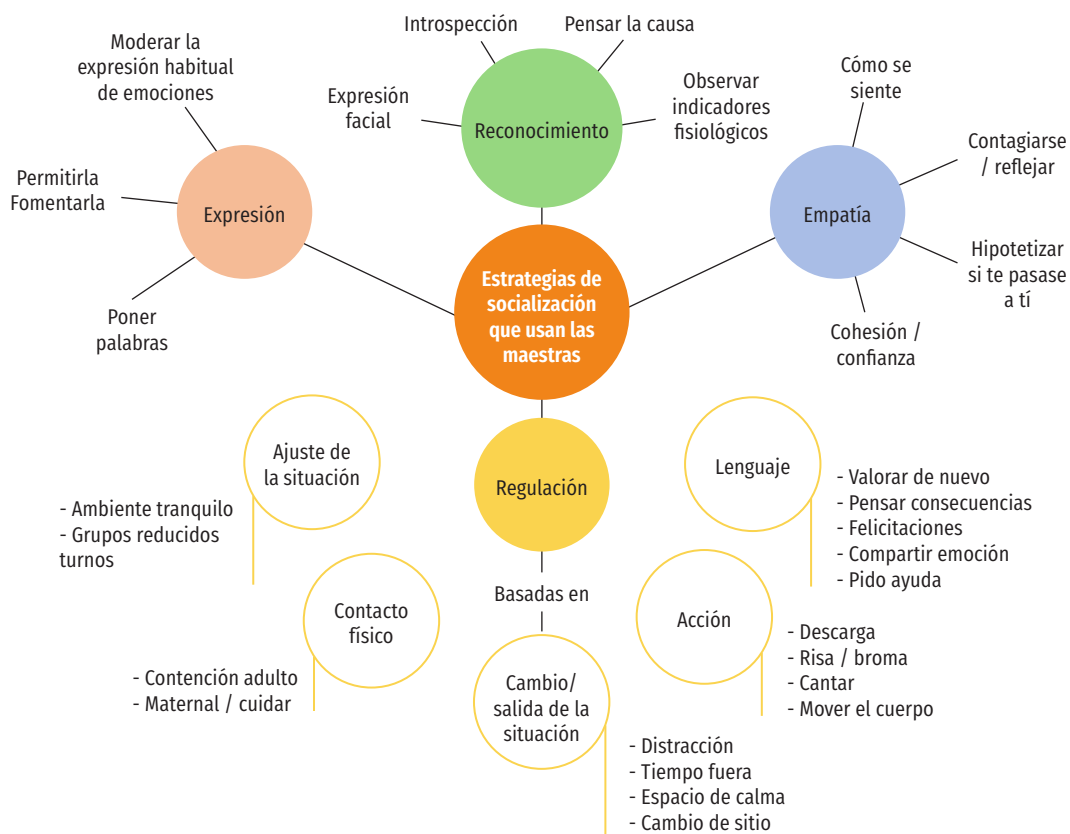 Introspección
Pensar la causa
Moderar la
expresión habitual
de emociones
Expresión
facial
Reconocimiento
Observar
indicadores
fisiológicos
Cómo se
siente
Contagiarse
/ reflejar
Permitirla
Fomentarla
Expresión
Empatía
Hipotetizar
si te pasase
a tí
Poner
palabras
Estrategias de
socialización
que usan las
maestras
Cohesión /
confianza
Ajuste de
la situación
- Ambiente tranquilo
- Grupos reducidos
turnos
Regulación
Lenguaje
- Valorar de nuevo
- Pensar consecuencias
- Felicitaciones
- Compartir emoción
- Pido ayuda
Contacto
físico
- Contención adulto
- Maternal / cuidar
Basadas en
Cambio/
salida de la
situación
- Distracción
- Tiempo fuera
- Espacio de calma
- Cambio de sitio
Acción
- Descarga
- Risa / broma
- Cantar
- Mover el cuerpo